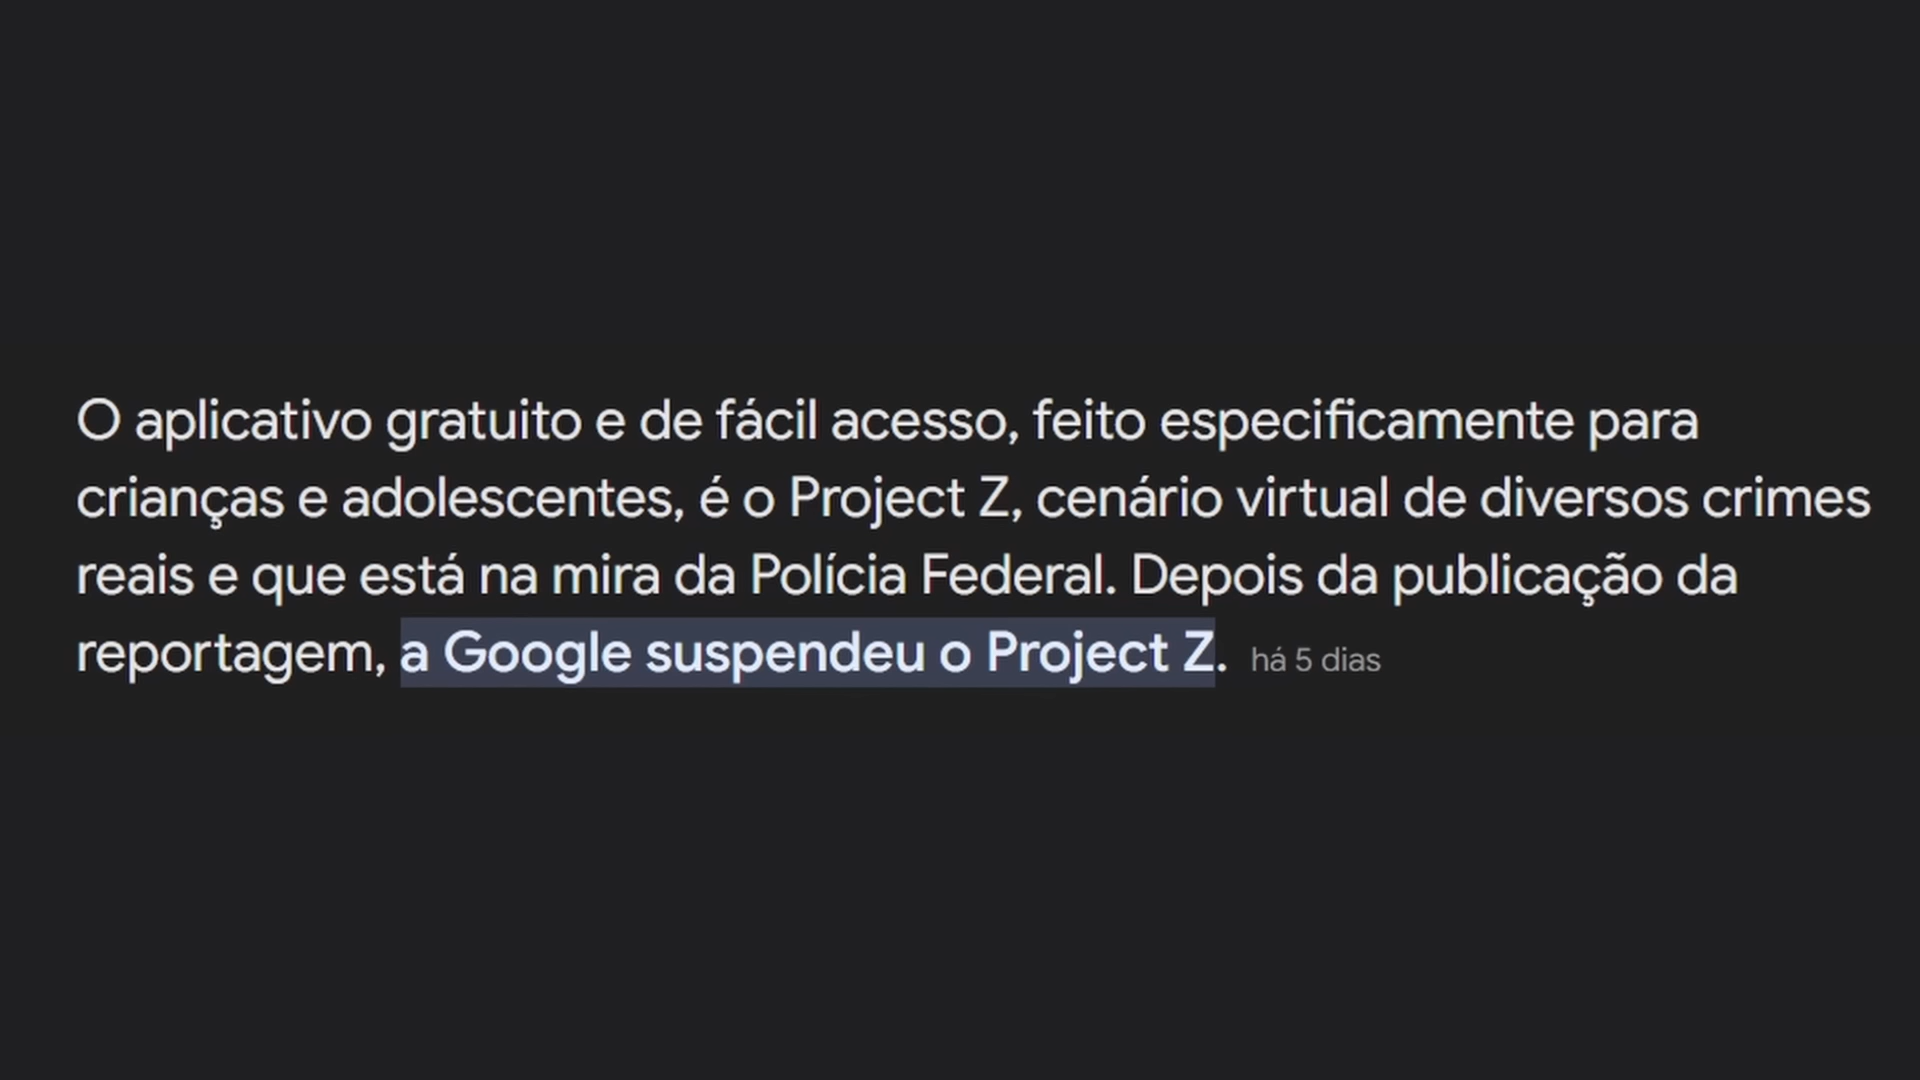 O aplicativo gratuito e de fácil acesso, feito especificamente para
crianças e adolescentes, é o Project Z, cenário virtual de diversos crimes
reais e que está na mira da Polícia Federal. Depois da publicação da
reportagem, a Google suspendeu o Project Z. há 5 dias